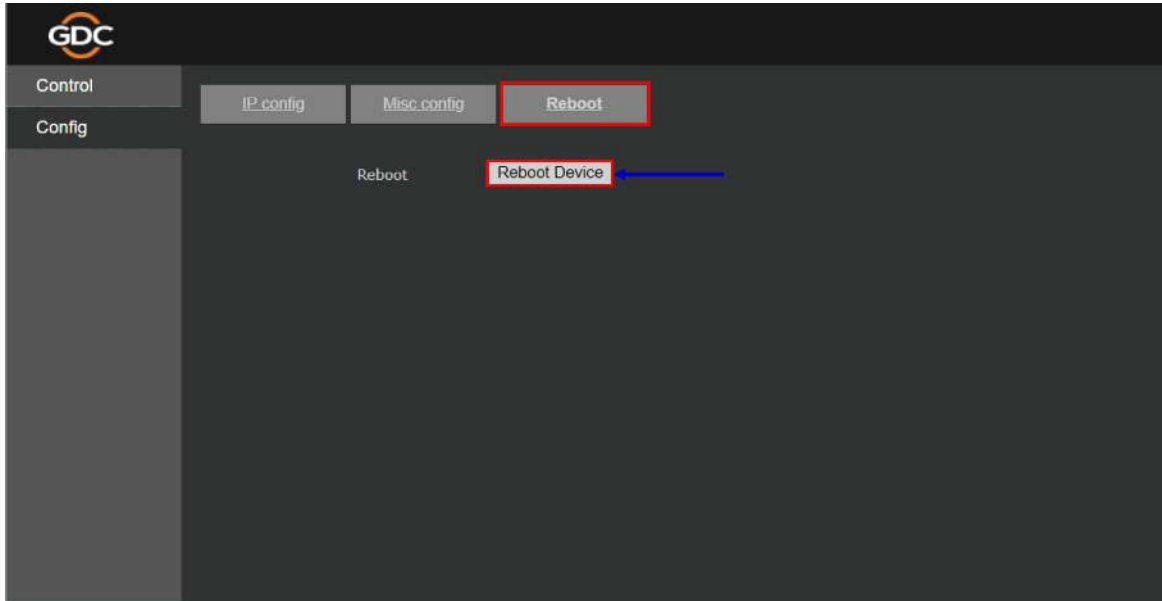 GDC
Control
Config
IP config
Misc config
Reboot
Reboot
Reboot Device